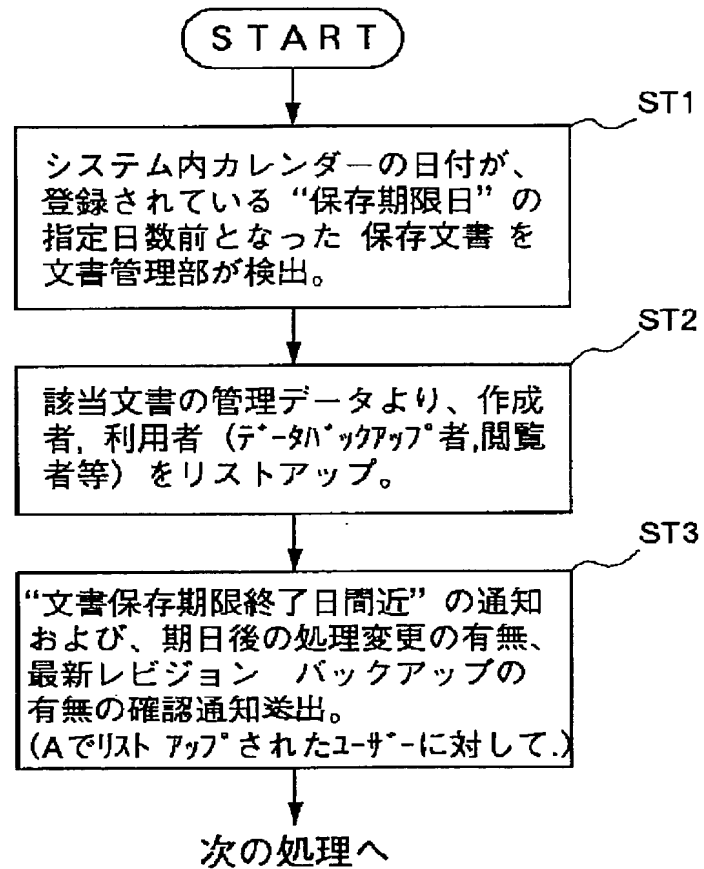 START
ST1
システム内カレンダーの日付が、
登録されている“保存期限日”の
指定日数前となった 保存文書 を
文書管理部が検出。
ST2
該当文書の管理データより、作成
者, 利用者 (ﾃﾞｰﾀﾊﾞｯｸｱｯﾌﾟ者,閲覧
者等) をリストアップ。
ST3
“文書保存期限終了日間近”の通知
および、期日後の処理変更の有無、
最新レビジョン　バックアップの
有無の確認通知送出。
(Aでﾘｽﾄ ｱｯﾌﾟされたﾕｰｻﾞｰに対して.)
次の処理へ